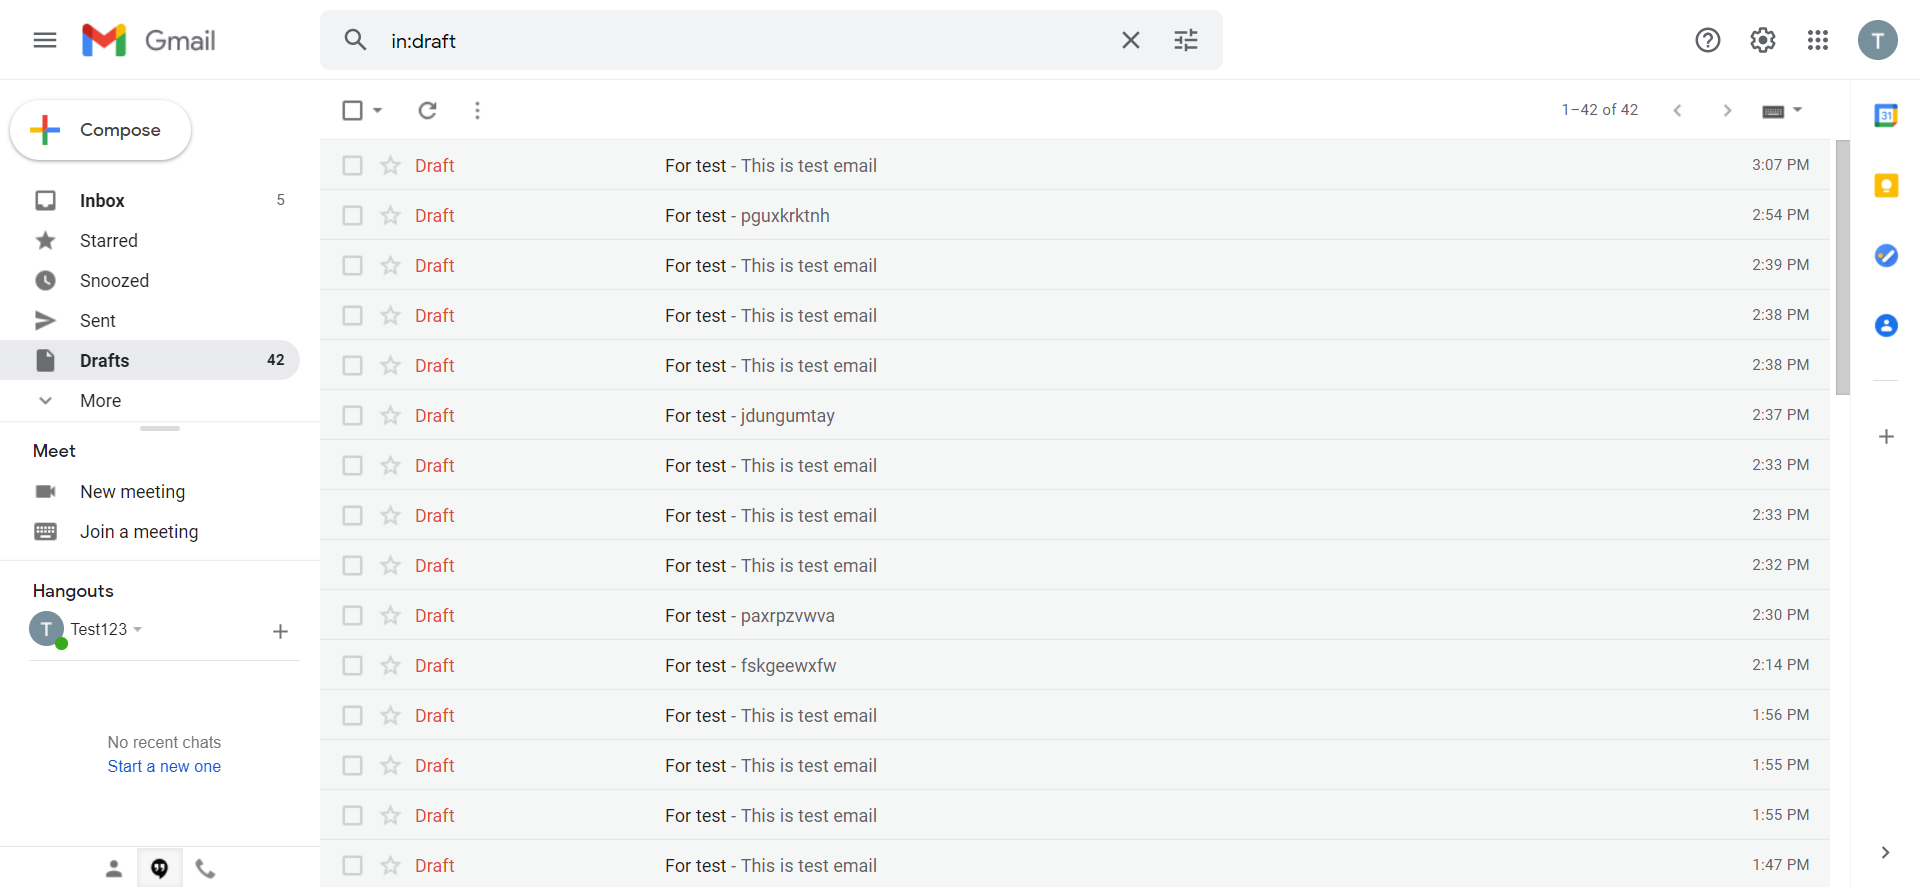 Gmail
in:draft
T
Compose
Inbox 5
Starred
Snoozed
Sent
Drafts 42
More
Meet
New meeting
Join a meeting
Hangouts
T Test123
No recent chats
Start a new one
1–42 of 42
Draft For test - This is test email 3:07 PM
Draft For test - pguxkrktnh 2:54 PM
Draft For test - This is test email 2:39 PM
Draft For test - This is test email 2:38 PM
Draft For test - This is test email 2:38 PM
Draft For test - jdungumtay 2:37 PM
Draft For test - This is test email 2:33 PM
Draft For test - This is test email 2:33 PM
Draft For test - This is test email 2:32 PM
Draft For test - paxrpzvwva 2:30 PM
Draft For test - fskgeewxfw 2:14 PM
Draft For test - This is test email 1:56 PM
Draft For test - This is test email 1:55 PM
Draft For test - This is test email 1:55 PM
Draft For test - This is test email 1:47 PM
31